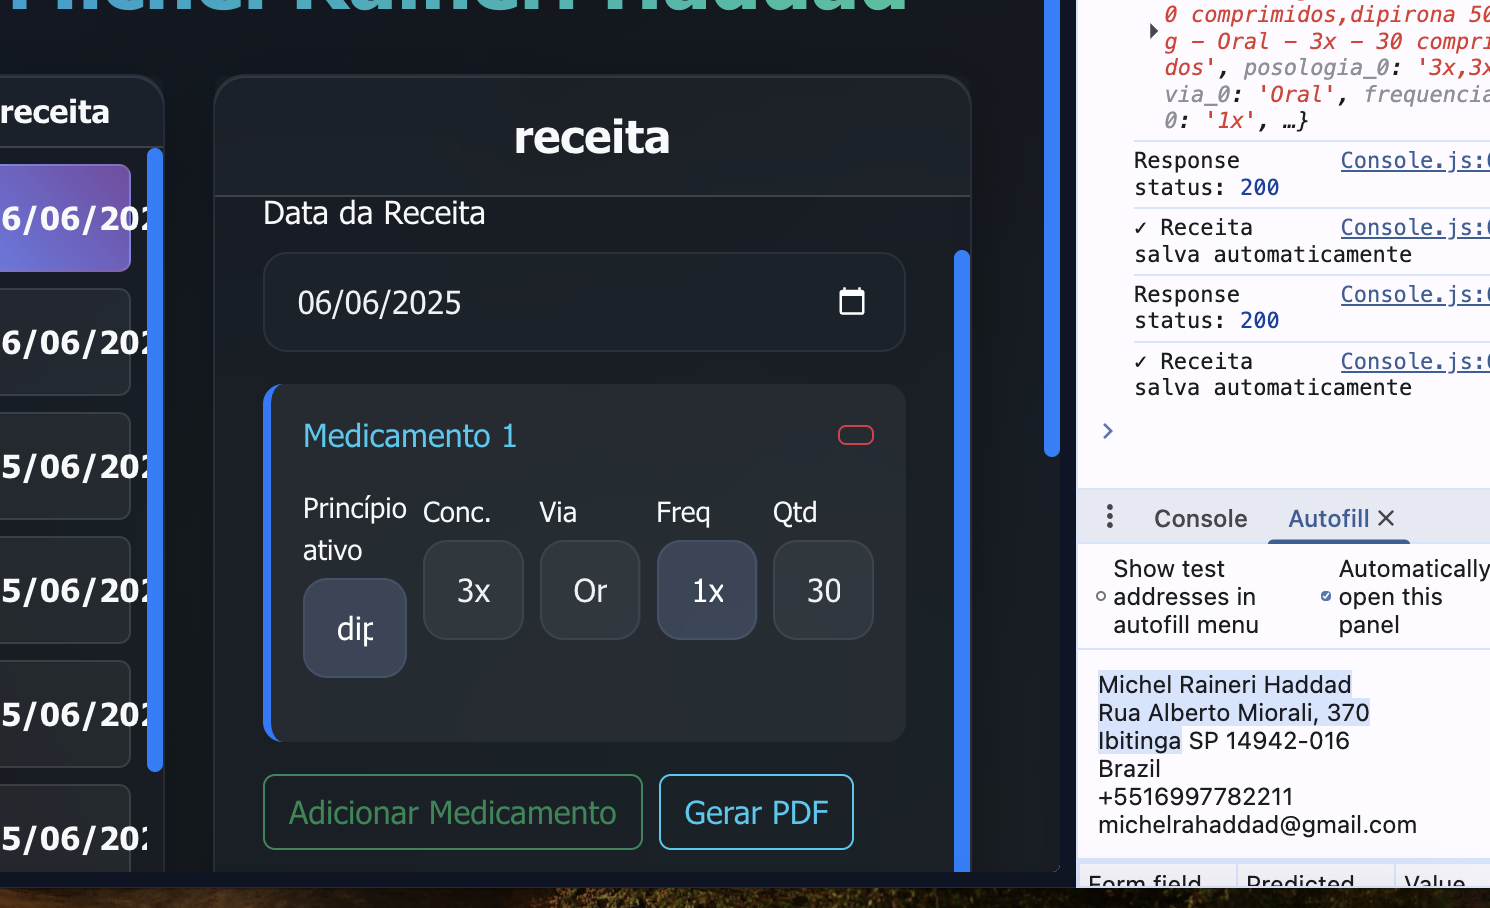 receita
6/06/202
6/06/202
5/06/202
5/06/202
5/06/202
5/06/202
receita
Data da Receita
06/06/2025
Medicamento 1
Princípio ativo
Conc.
Via
Freq
Qtd
dip
3x
Or
1x
30
Adicionar Medicamento
Gerar PDF
0 comprimidos,dipirona 50
g – Oral – 3x – 30 compri
dos', posologia_0: '3x,3x
via_0: 'Oral', frequencia
0: '1x', …}
Response Console.js:
status: 200
✓ Receita Console.js:
salva automaticamente
Response Console.js:
status: 200
✓ Receita Console.js:
salva automaticamente
Console
Autofill
Show test
addresses in
autofill menu
Automatically
open this
panel
Michel Raineri Haddad
Rua Alberto Miorali, 370
Ibitinga SP 14942-016
Brazil
+5516997782211
michelrahaddad@gmail.com
Form field
Predicted
Value